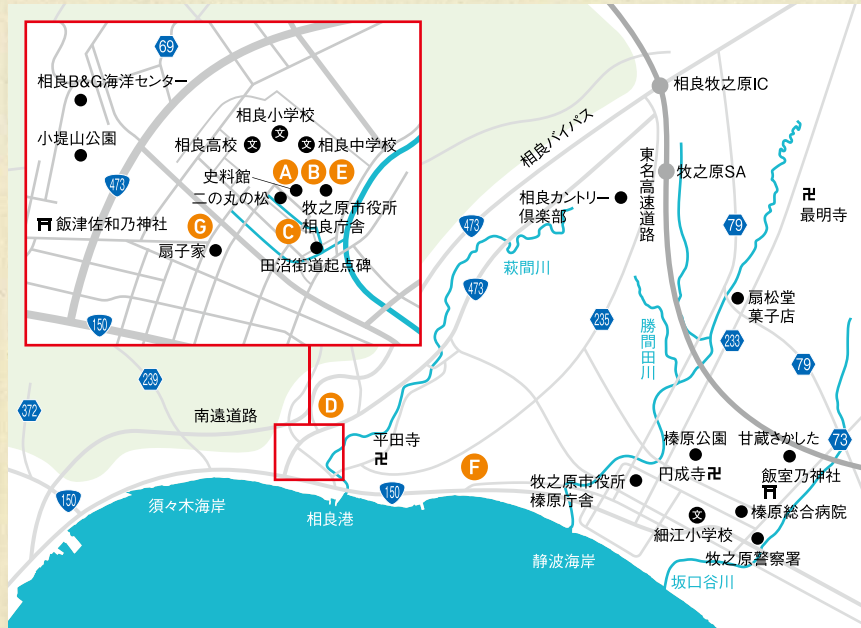 69
相良B&G海洋センター
小堤山公園
473
飯津佐和乃神社
相良小学校
文
相良高校
文
文
相良中学校
A
B
E
史料館
二の丸の松
牧之原市役所
相良庁舎
G
C
扇子家
田沼街道起点碑
150
相良牧之原IC
相良バイパス
東名高速道路
牧之原SA
相良カントリー
倶楽部
79
卍
最明寺
473
萩間川
473
235
扇松堂
菓子店
勝間田川
233
79
239
372
南遠道路
D
平田寺
卍
F
150
150
須々木海岸
相良港
73
榛原公園
甘蔵さかした
円成寺
卍
飯室乃神社
牧之原市役所
榛原庁舎
榛原総合病院
文
細江小学校
牧之原警察署
静波海岸
坂口谷川